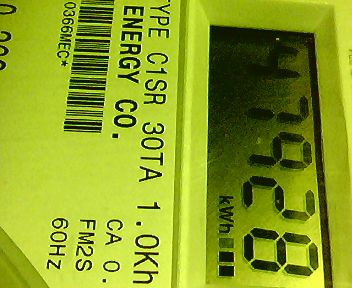 47928
kWh
TYPE C1SR 30TA 1.0Kh
ENERGY CO.
CA 0.
FM2S
0366MEC*
60HZ